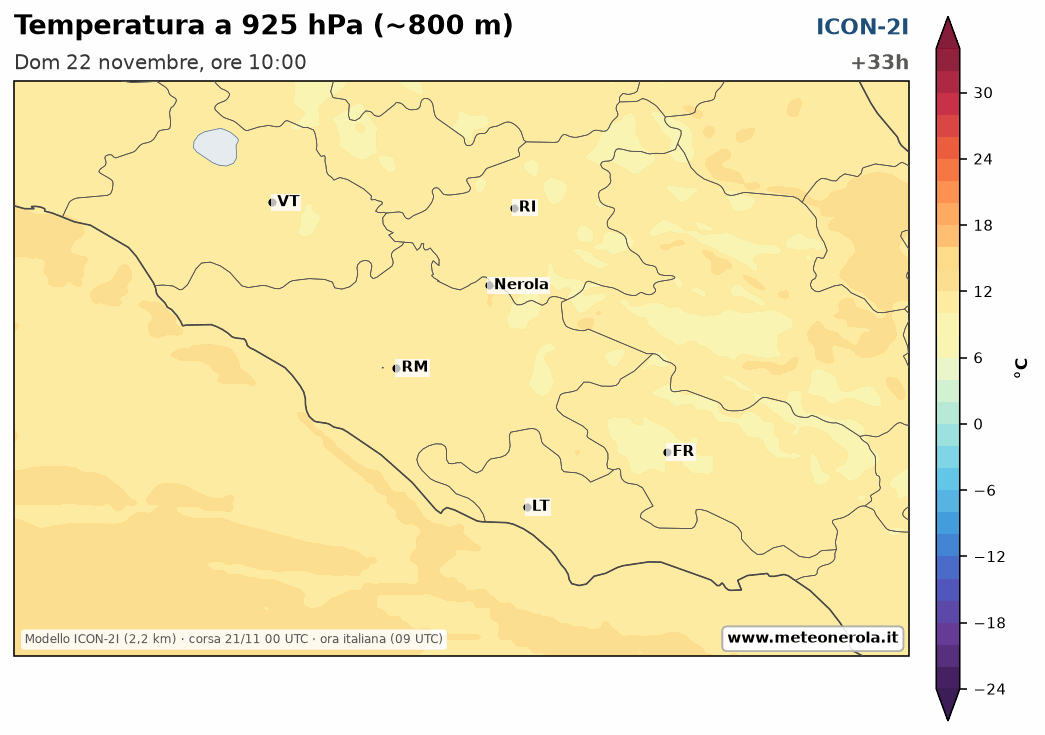 Temperatura a 925 hPa (~800 m)
ICON-2I
Dom 22 novembre, ore 10:00
+33h
VT
RI
Nerola
RM
FR
LT
Modello ICON-2I (2,2 km) · corsa 21/11 00 UTC · ora italiana (09 UTC)
www.meteonerola.it
30
24
18
12
6
0
−6
−12
−18
−24
°C